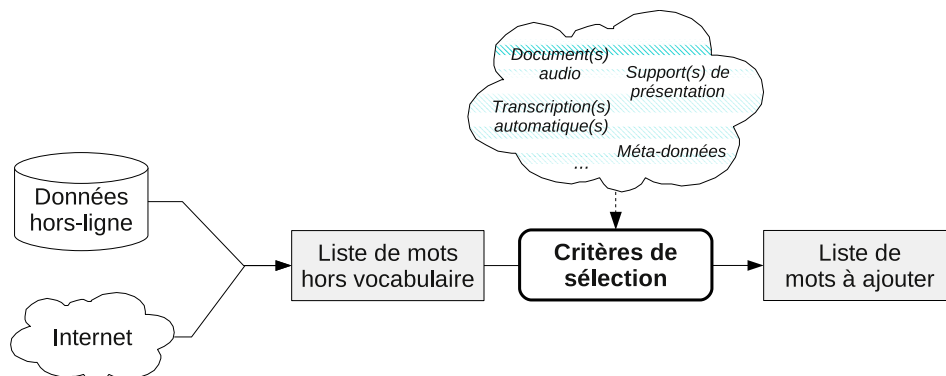 Document(s)
audio
Support(s) de
présentation
Transcription(s)
automatique(s)
Méta-données
...
Données
hors-ligne
Internet
Liste de mots
hors vocabulaire
Critères de
sélection
Liste de
mots à ajouter